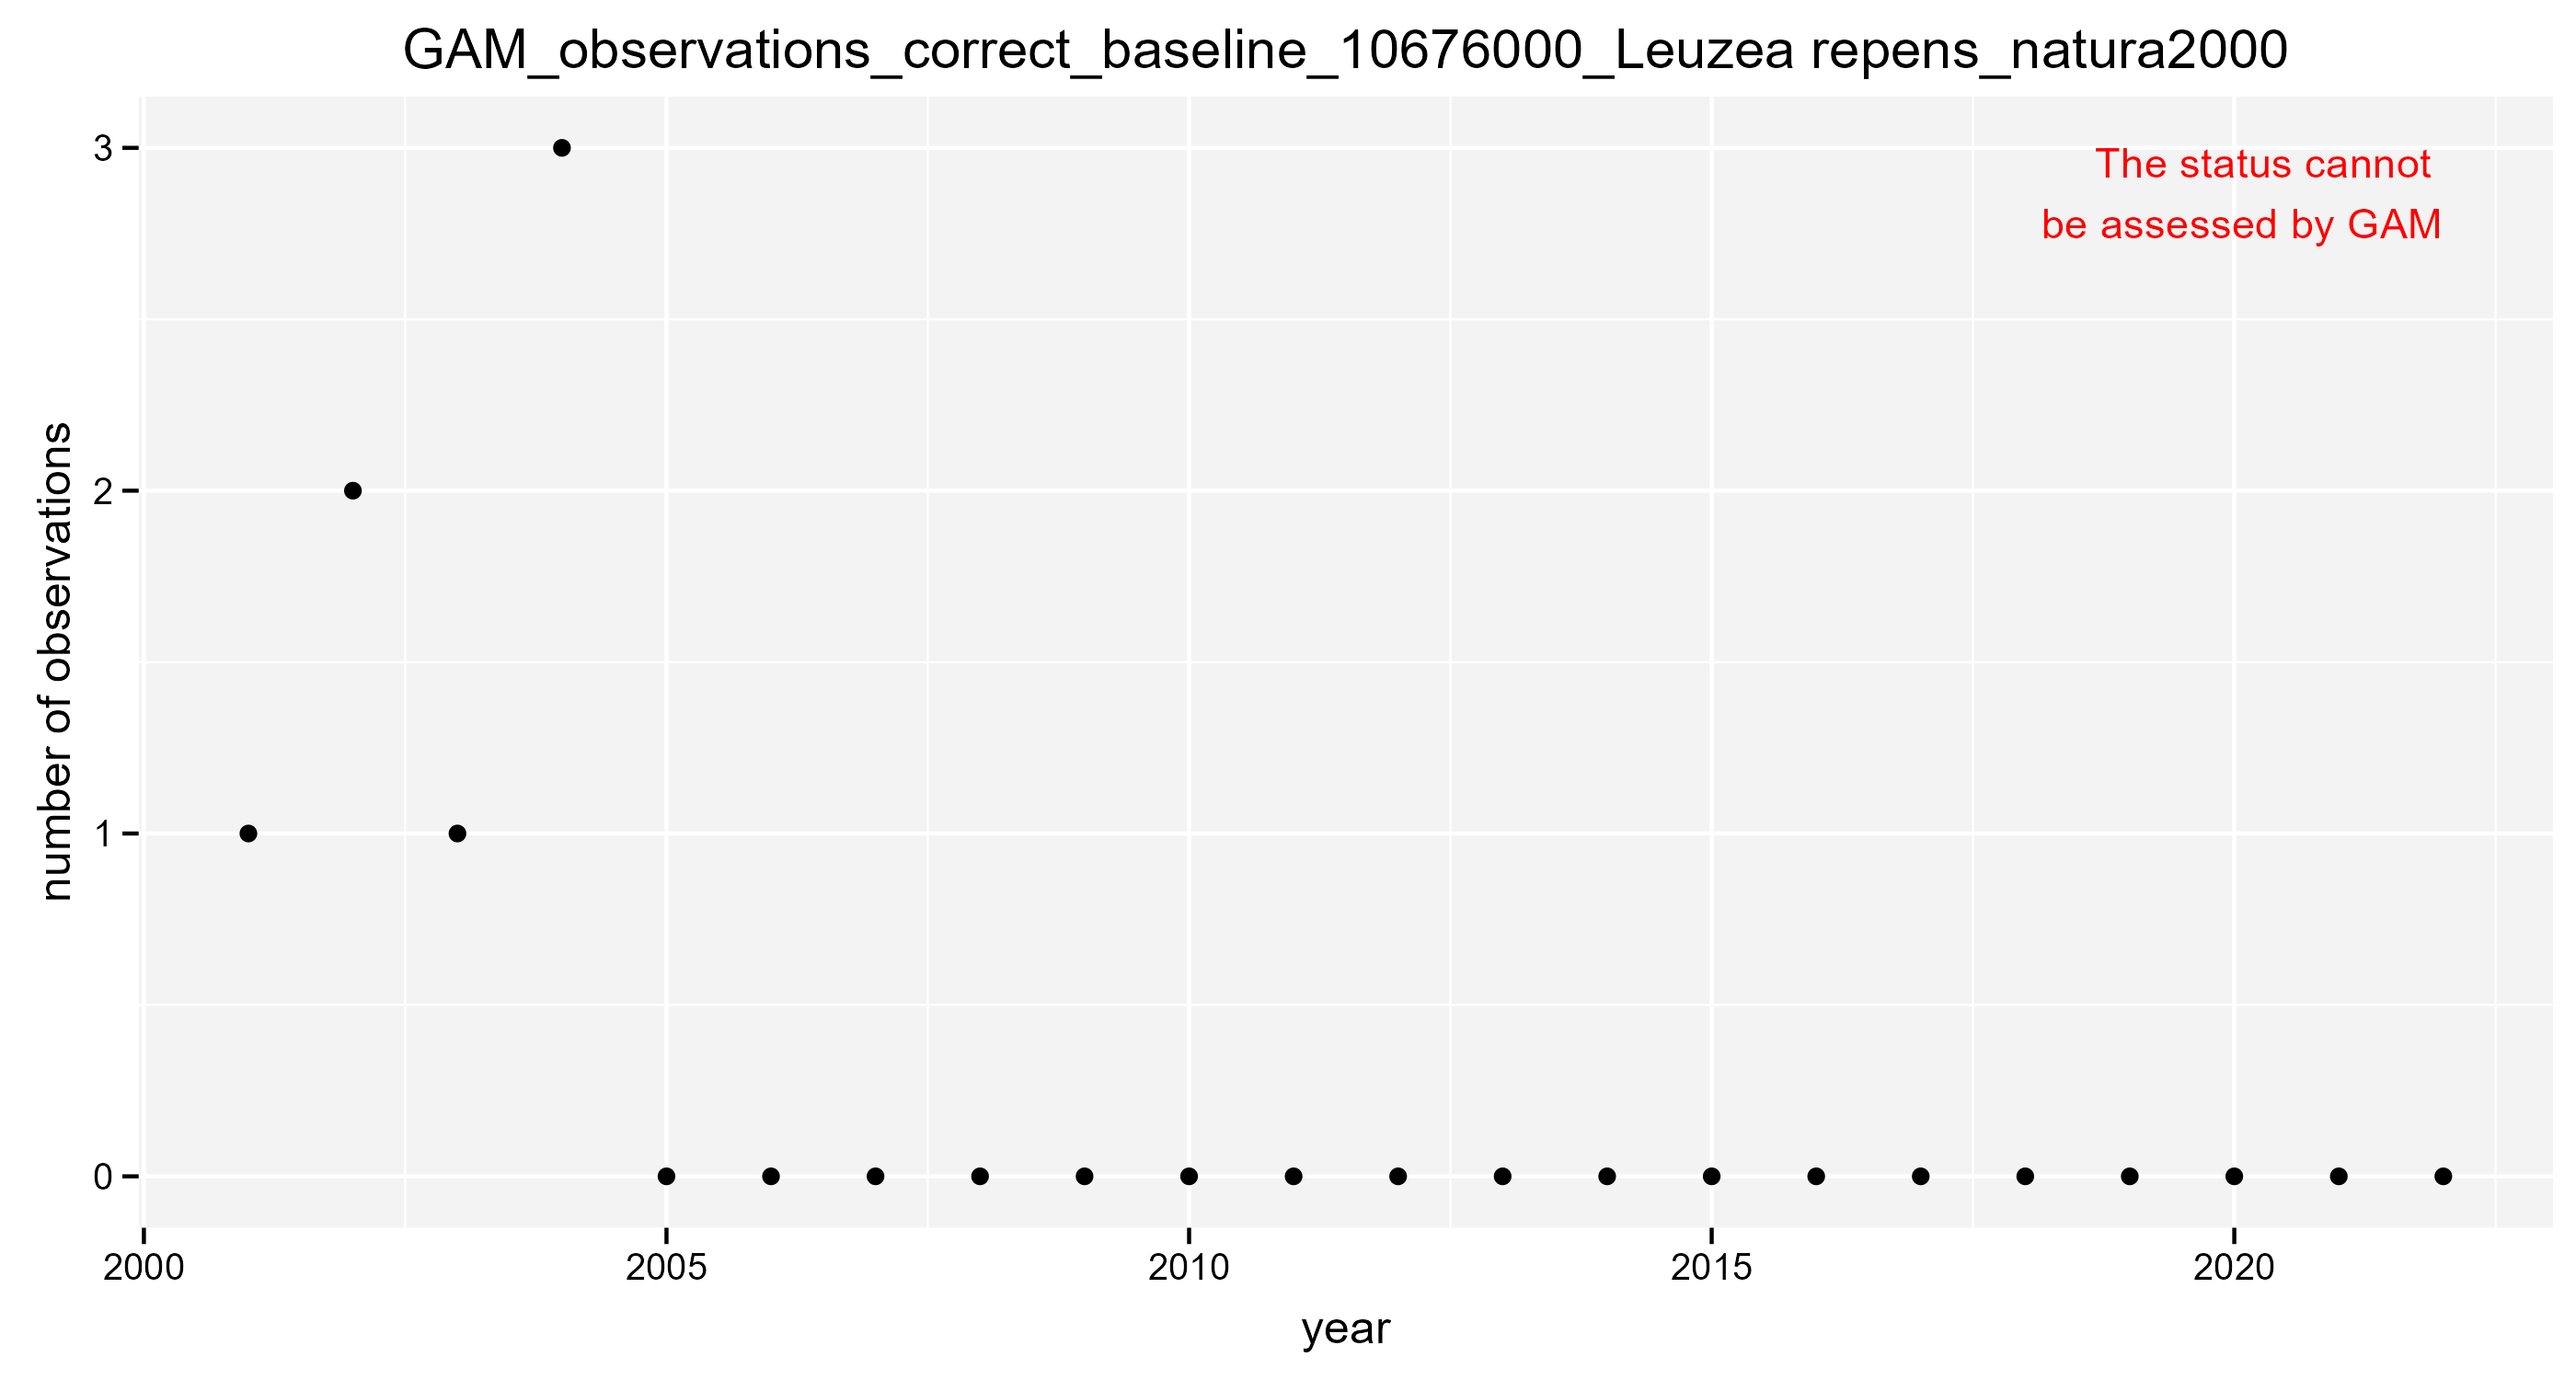 GAM_observations_correct_baseline_10676000_Leuzea repens_natura2000
The status cannot
be assessed by GAM
number of observations
3
2
1
0
2000 2005 2010 2015 2020
year